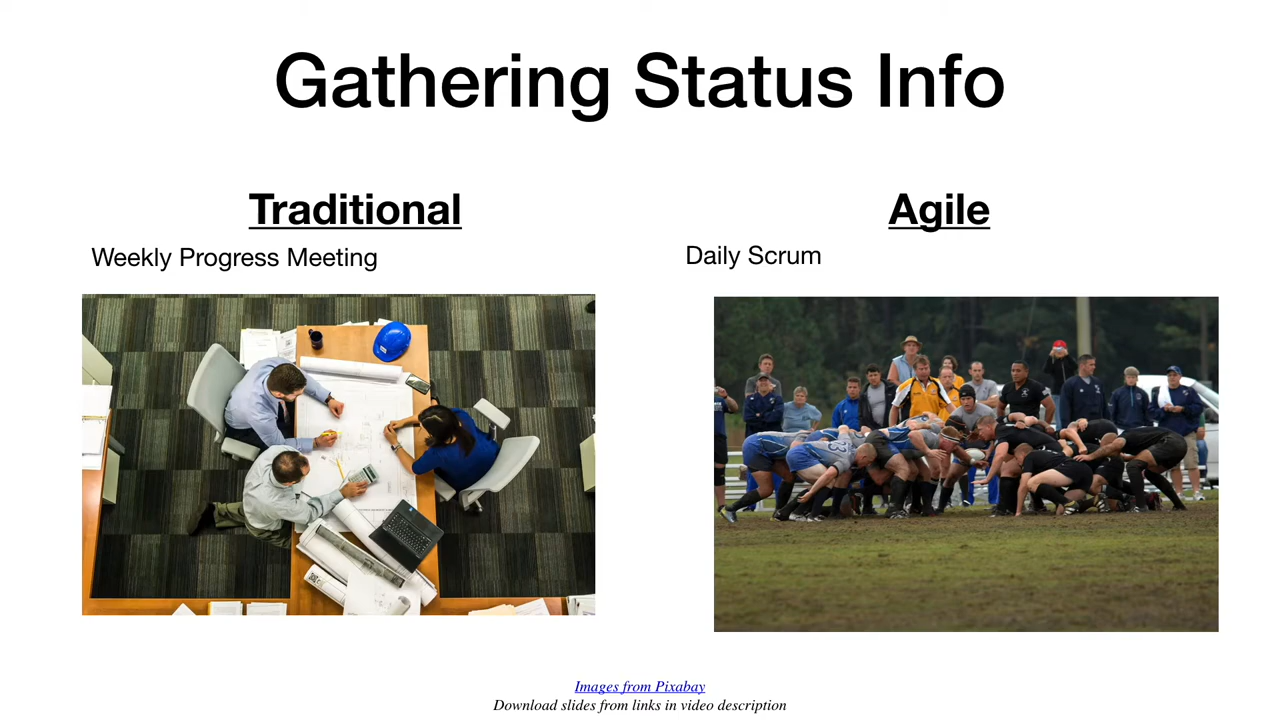 Gathering Status Info
Traditional
Weekly Progress Meeting
Agile
Daily Scrum
Images from Pixabay
Download slides from links in video description